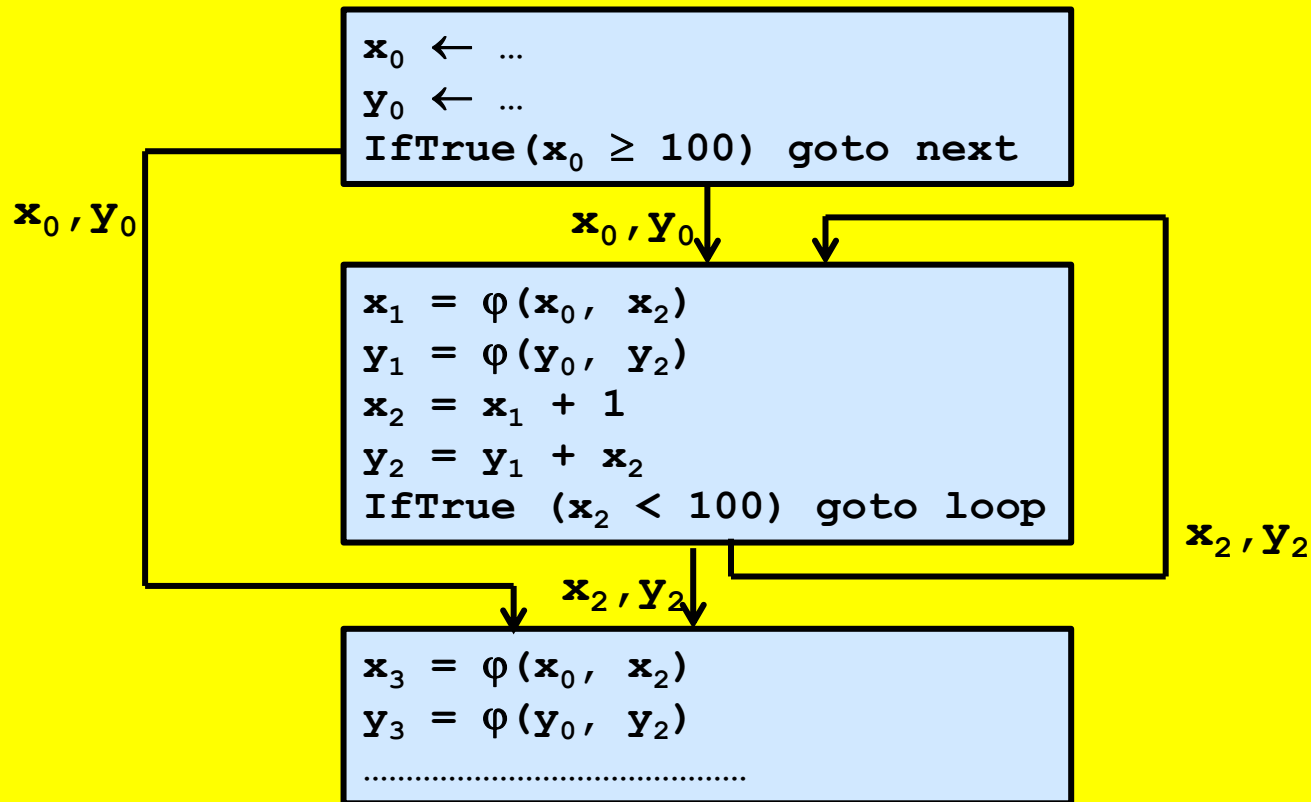 x₀ ← …
y₀ ← …
IfTrue(x₀ ≥ 100) goto next
x₀,y₀
x₀,y₀
x₁ = φ(x₀, x₂)
y₁ = φ(y₀, y₂)
x₂ = x₁ + 1
y₂ = y₁ + x₂
IfTrue (x₂ < 100) goto loop
x₂,y₂
x₂,y₂
x₃ = φ(x₀, x₂)
y₃ = φ(y₀, y₂)
………………………………………